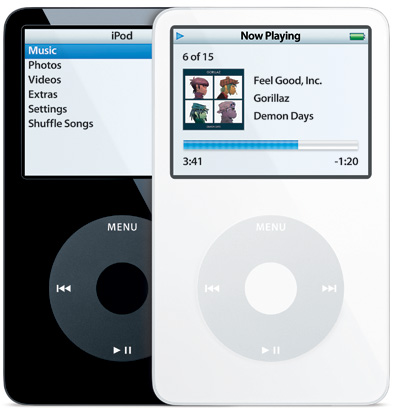 iPod
Music
Photos
Videos
Extras
Settings
Shuffle Songs
MENU
Now Playing
6 of 15
Feel Good, Inc.
Gorillaz
Demon Days
3:41
-1:20
MENU